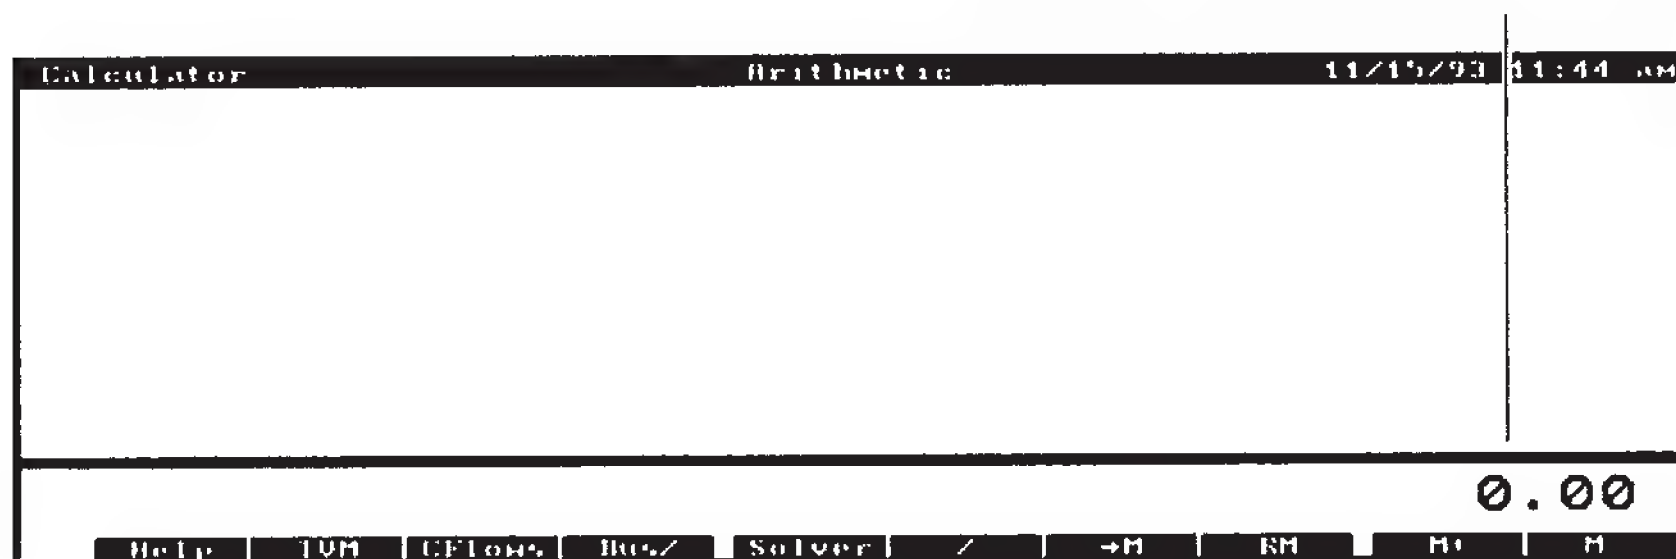 Calculator Arithmetic 11/15/93 11:44 am
0.00
Help TVM CFlows Bus/ Solver / →M RM M+ M